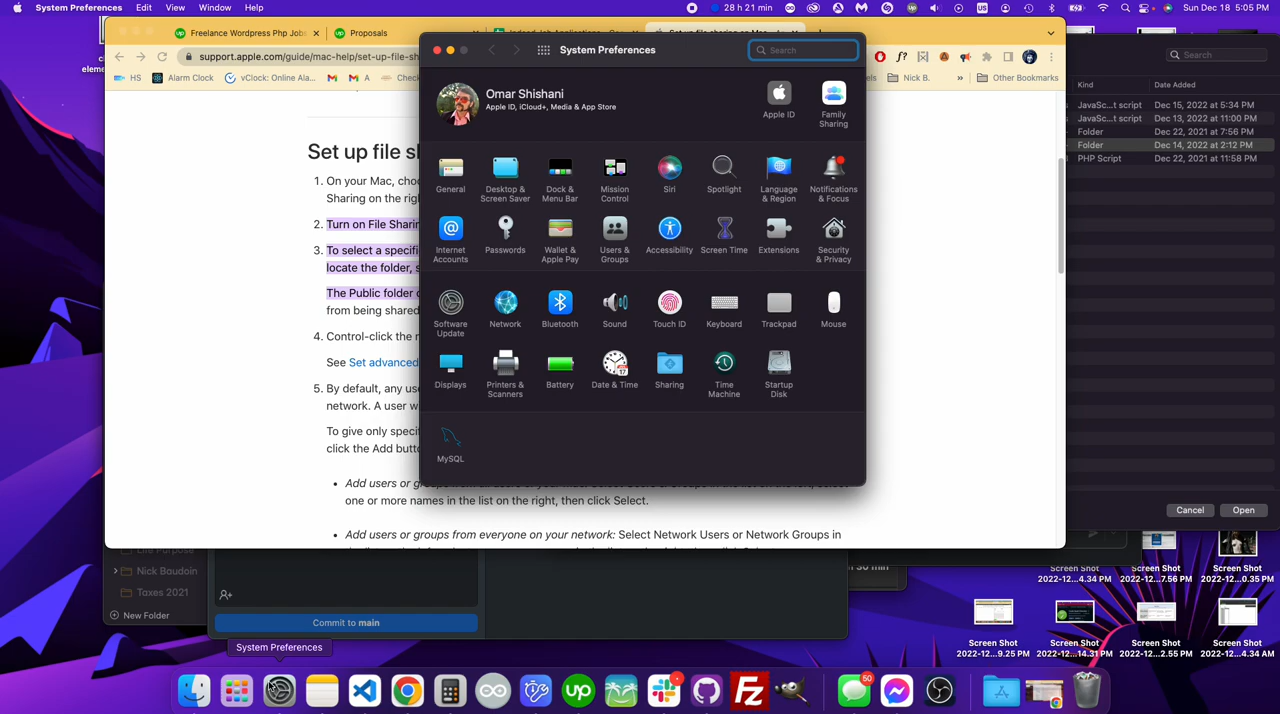 System Preferences Edit View Window Help
28 h 21 min
US
Sun Dec 18 5:05 PM
Freelance Wordpress Php Jobs
Proposals
support.apple.com/guide/mac-help/set-up-file-sh
HS
Alarm Clock
vClock: Online Ala...
M
A
Nick B.
Other Bookmarks
System Preferences
Search
Omar Shishani
Apple ID, iCloud+, Media & App Store
Apple ID
Family Sharing
General
Desktop & Screen Saver
Dock & Menu Bar
Mission Control
Siri
Spotlight
Language & Region
Notifications & Focus
Internet Accounts
Passwords
Wallet & Apple Pay
Users & Groups
Accessibility
Screen Time
Extensions
Security & Privacy
Software Update
Network
Bluetooth
Sound
Touch ID
Keyboard
Trackpad
Mouse
Displays
Printers & Scanners
Battery
Date & Time
Sharing
Time Machine
Startup Disk
MySQL
Set up file sh
1. On your Mac, choo
Sharing on the righ
2. Turn on File Sharin
3. To select a specifi
locate the folder, s
The Public folder o
from being shared
4. Control-click the n
See Set advanced
5. By default, any use
network. A user w
To give only specif
click the Add butto
one or more names in the list on the right, then click Select.
• Add users or groups from everyone on your network: Select Network Users or Network Groups in
Search
Kind
Date Added
JavaSc...t script Dec 15, 2022 at 5:34 PM
JavaSc...t script Dec 13, 2022 at 11:00 PM
Folder Dec 22, 2021 at 7:56 PM
Folder Dec 14, 2022 at 2:12 PM
PHP Script Dec 22, 2021 at 11:58 PM
Cancel
Open
Life Purpose
Nick Baudoin
Taxes 2021
New Folder
Commit to main
System Preferences
Screen Shot
2022-12...4.34 PM
Screen Shot
2022-12...7.56 PM
Screen Shot
2022-12...0.35 PM
Screen Shot
2022-12...9.25 PM
Screen Shot
2022-12...14.31 PM
Screen Shot
2022-12...2.55 PM
Screen Shot
2022-12...4.34 AM
up
Fz
50